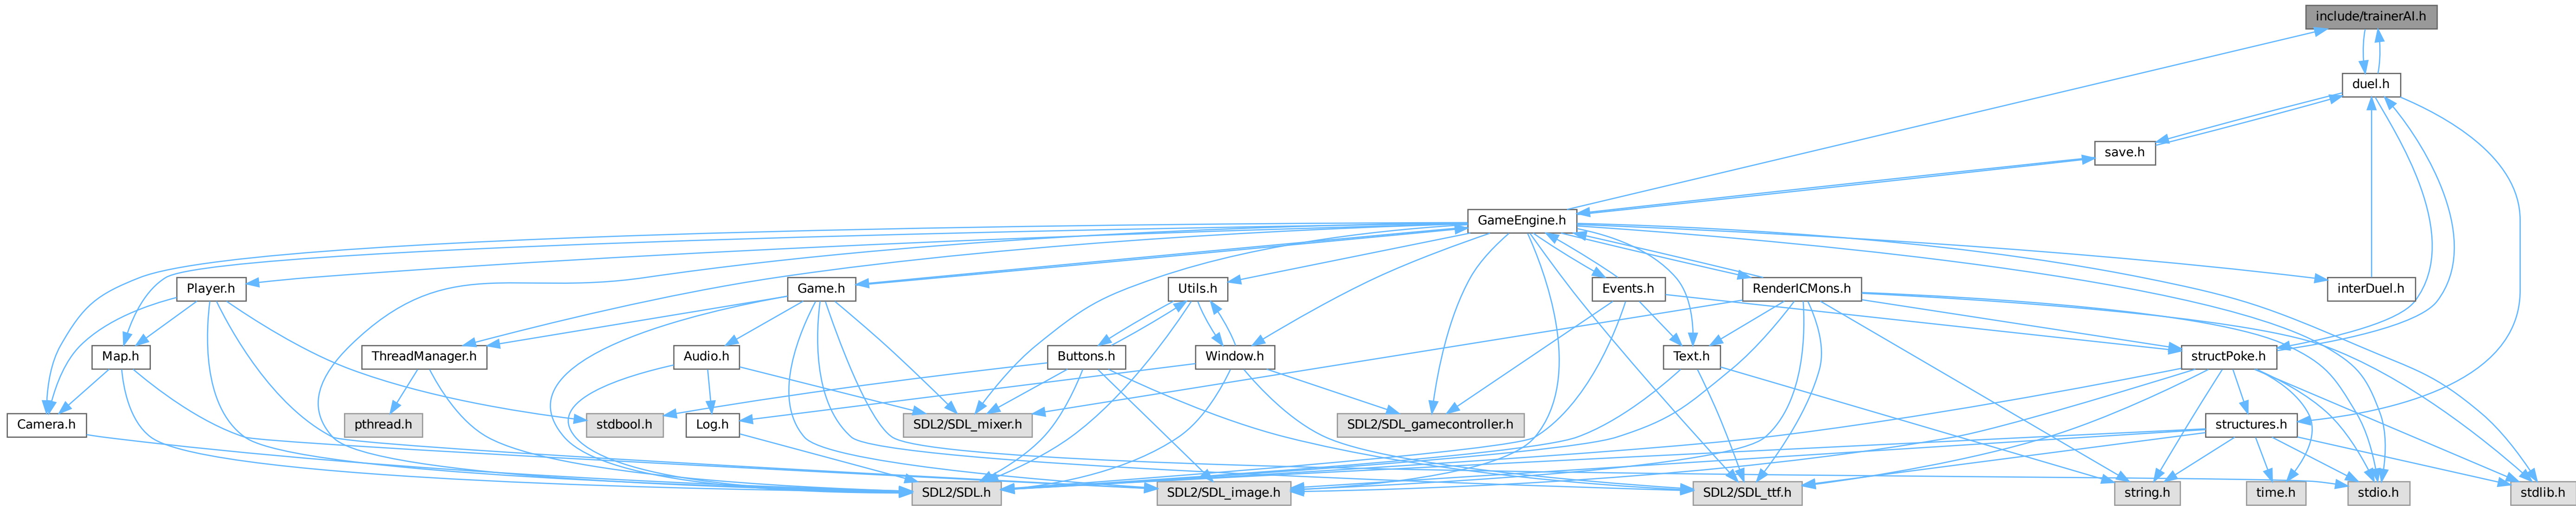 include/trainerAI.h
duel.h
save.h
GameEngine.h
Player.h
Game.h
Utils.h
Events.h
RenderICMons.h
interDuel.h
Map.h
ThreadManager.h
Audio.h
Buttons.h
Window.h
Text.h
structPoke.h
Camera.h
pthread.h
stdbool.h
Log.h
SDL2/SDL_mixer.h
SDL2/SDL_gamecontroller.h
structures.h
SDL2/SDL.h
SDL2/SDL_image.h
SDL2/SDL_ttf.h
string.h
time.h
stdio.h
stdlib.h